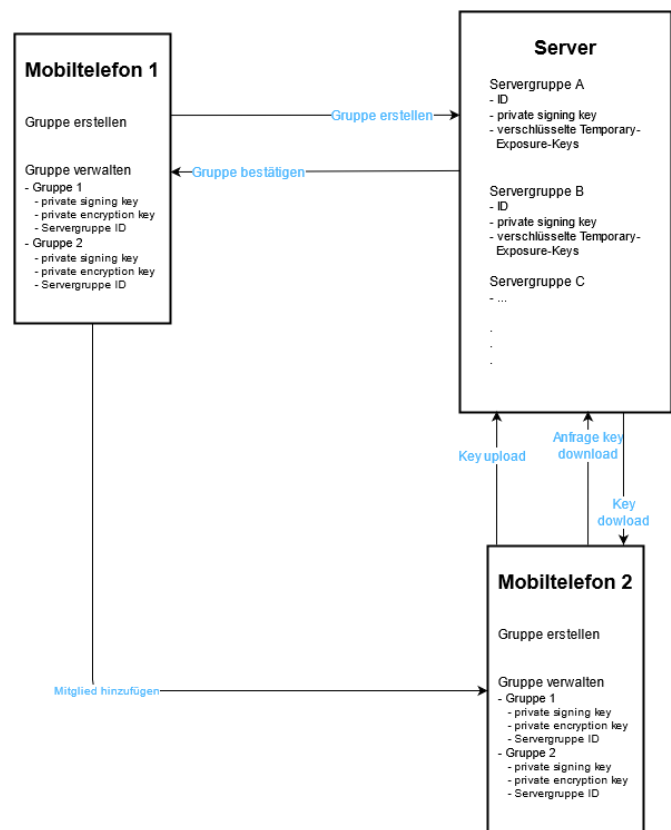 Mobiltelefon 1
Gruppe erstellen
Gruppe verwalten
- Gruppe 1
- private signing key
- private encryption key
- Servergruppe ID
- Gruppe 2
- private signing key
- private encryption key
- Servergruppe ID
Gruppe erstellen
Gruppe bestätigen
Server
Servergruppe A
- ID
- private signing key
- verschlüsselte Temporary-
Exposure-Keys
Servergruppe B
- ID
- private signing key
- verschlüsselte Temporary-
Exposure-Keys
Servergruppe C
- ...
.
.
.
Key upload
Anfrage key
download
Key
dowload
Mitglied hinzufügen
Mobiltelefon 2
Gruppe erstellen
Gruppe verwalten
- Gruppe 1
- private signing key
- private encryption key
- Servergruppe ID
- Gruppe 2
- private signing key
- private encryption key
- Servergruppe ID